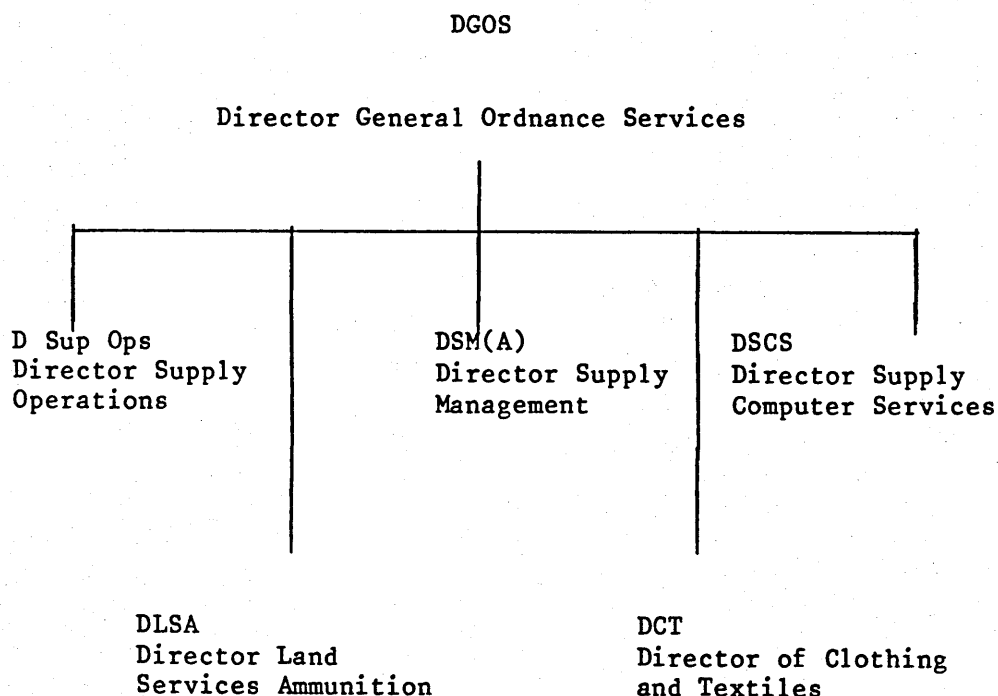 DGOS
Director General Ordnance Services
D Sup Ops
Director Supply
Operations
DSM(A)
Director Supply
Management
DSCS
Director Supply
Computer Services
DLSA
Director Land
Services Ammunition
DCT
Director of Clothing
and Textiles